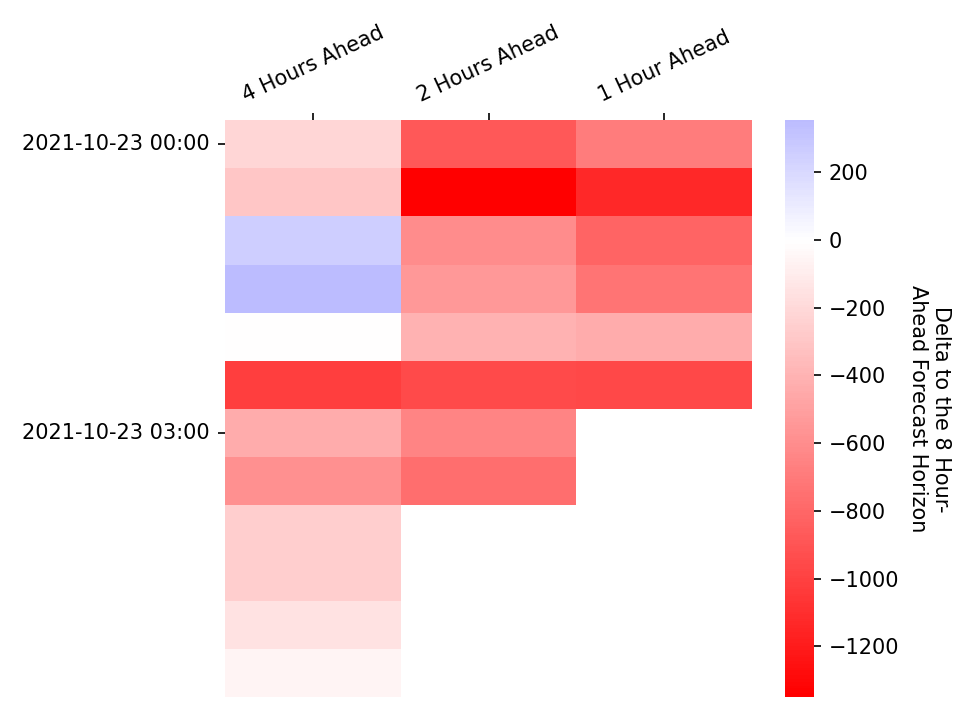 4 Hours Ahead
2 Hours Ahead
1 Hour Ahead
2021-10-23 00:00
2021-10-23 03:00
200
0
−200
−400
−600
−800
−1000
−1200
Delta to the 8 Hour-
Ahead Forecast Horizon